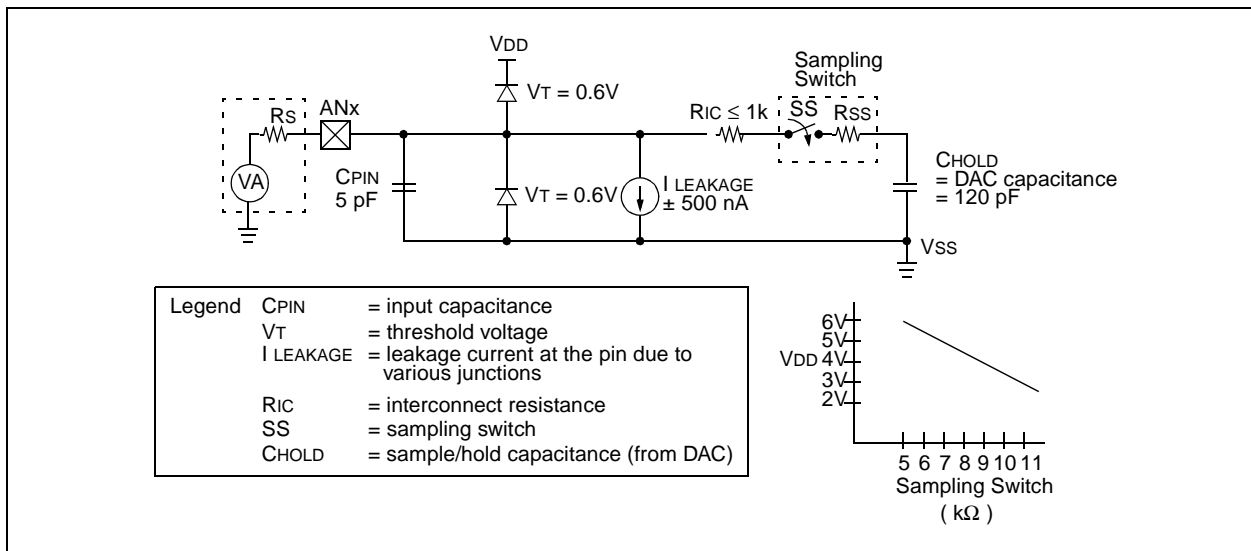 VDD
VT = 0.6V
Sampling
Switch
RS
ANx
RIC ≤ 1k
SS
RSS
VA
CPIN
5 pF
VT = 0.6V
I LEAKAGE
± 500 nA
CHOLD
= DAC capacitance
= 120 pF
VSS
Legend CPIN = input capacitance
VT = threshold voltage
I LEAKAGE = leakage current at the pin due to
various junctions
RIC = interconnect resistance
SS = sampling switch
CHOLD = sample/hold capacitance (from DAC)
6V
5V
VDD 4V
3V
2V
5 6 7 8 9 10 11
Sampling Switch
( kΩ )